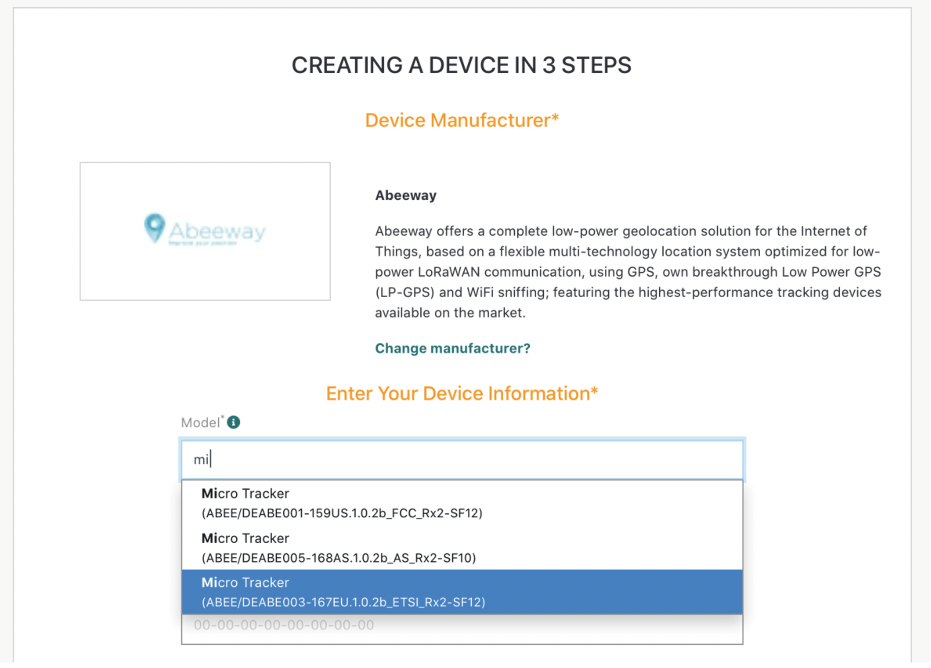 CREATING A DEVICE IN 3 STEPS
Device Manufacturer*
Abeeway
Improve your position
Abeeway
Abeeway offers a complete low-power geolocation solution for the Internet of
Things, based on a flexible multi-technology location system optimized for low-
power LoRaWAN communication, using GPS, own breakthrough Low Power GPS
(LP-GPS) and WiFi sniffing; featuring the highest-performance tracking devices
available on the market.
Change manufacturer?
Enter Your Device Information*
Model*
mi
Micro Tracker
(ABEE/DEABE001-159US.1.0.2b_FCC_Rx2-SF12)
Micro Tracker
(ABEE/DEABE005-168AS.1.0.2b_AS_Rx2-SF10)
Micro Tracker
(ABEE/DEABE003-167EU.1.0.2b_ETSI_Rx2-SF12)
00-00-00-00-00-00-00-00